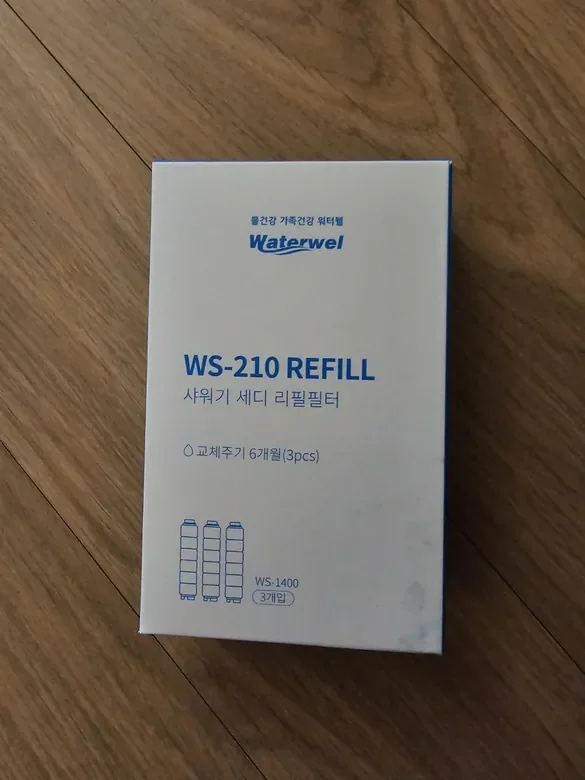 물건강 가족건강 워터웰
Waterwel
WS-210 REFILL
샤워기 세디 리필필터
교체주기 6개월(3pcs)
WS-1400
3개입